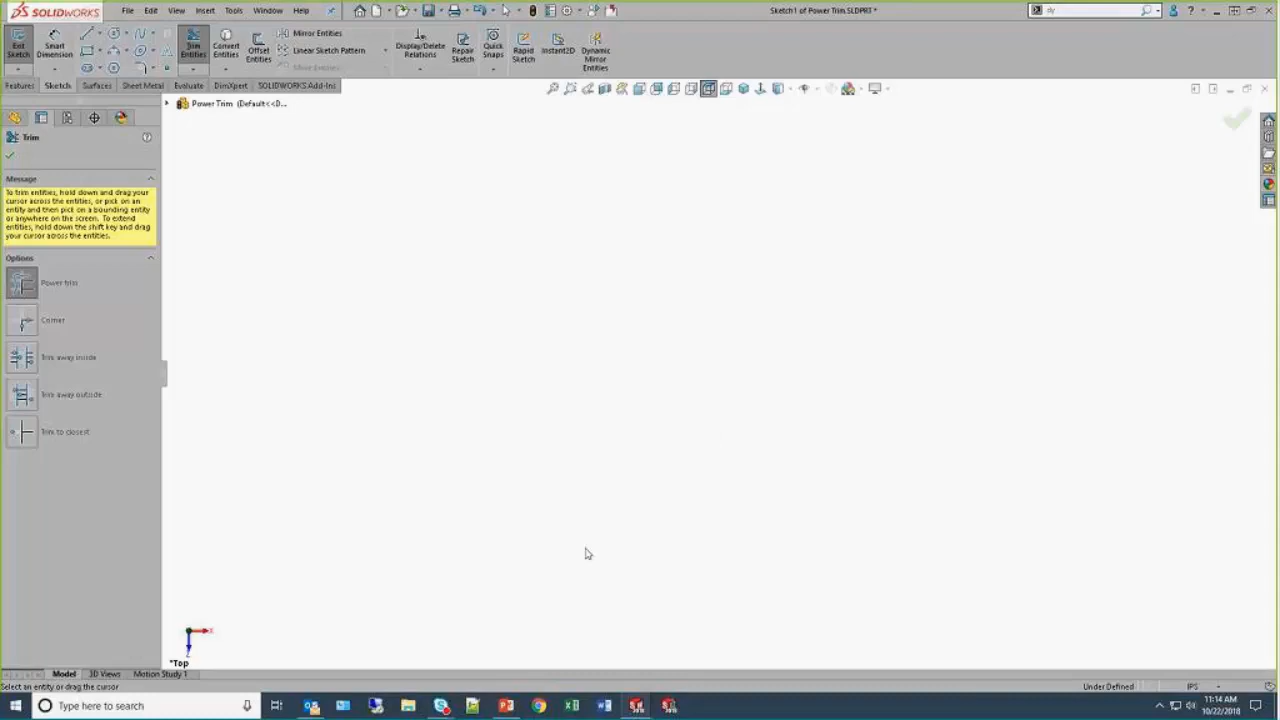 SOLIDWORKS
File Edit View Insert Tools Window Help
Sketch1 of Power Trim.SLDPRT *
dy
Exit Sketch
Smart Dimension
Trim Entities
Convert Entities
Offset Entities
Mirror Entities
Linear Sketch Pattern
Move Entities
Display/Delete Relations
Repair Sketch
Quick Snaps
Rapid Sketch
Instant2D
Dynamic Mirror Entities
Features Sketch Surfaces Sheet Metal Evaluate DimXpert SOLIDWORKS Add-Ins
Power Trim (Default<<D...
Trim
Message
To trim entities, hold down and drag your
cursor across the entities, or pick on an
entity and then pick on a bounding entity
or anywhere on the screen. To extend
entities, hold down the shift key and drag
your cursor across the entities.
Options
Power trim
Corner
Trim away inside
Trim away outside
Trim to closest
X
Z
*Top
Model 3D Views Motion Study 1
Select an entity or drag the cursor
Under Defined
IPS
Type here to search
11:14 AM
10/22/2018